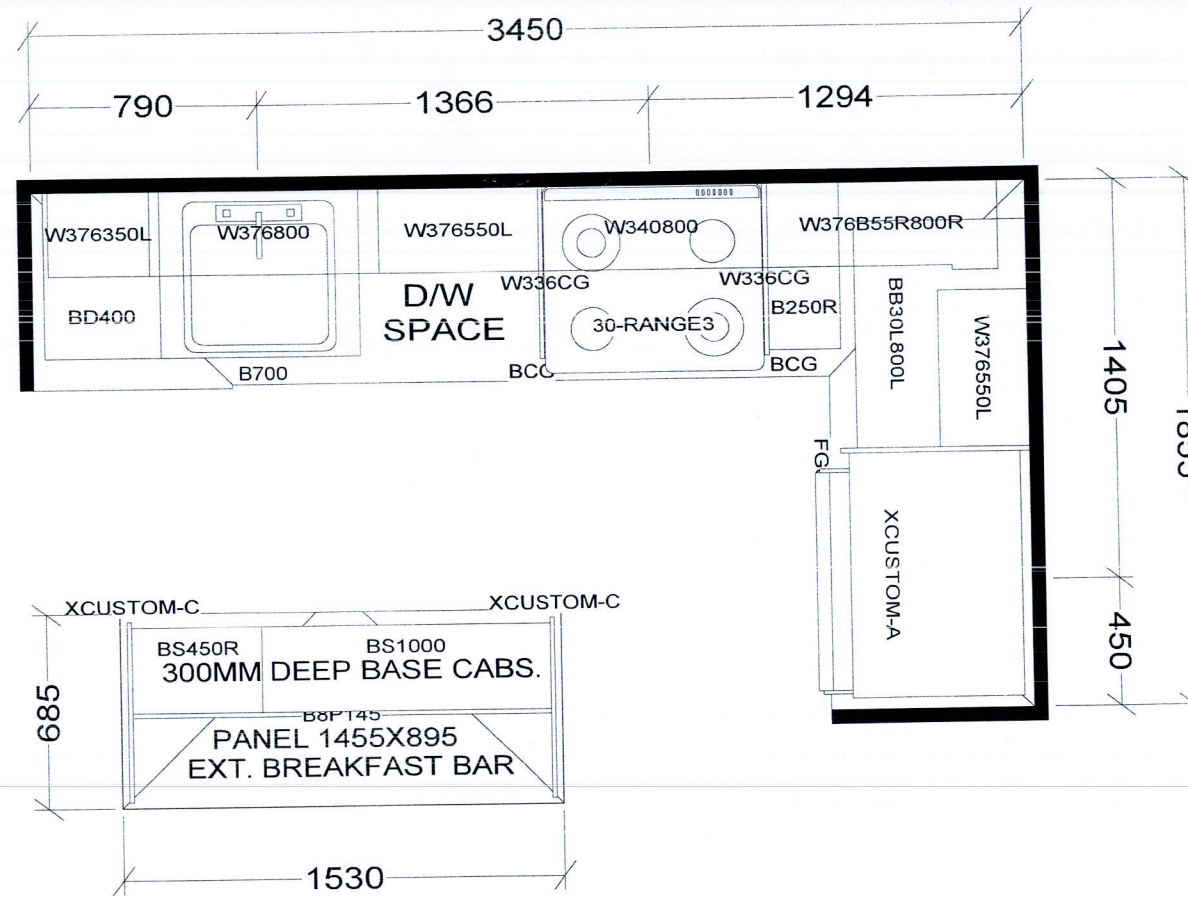 3450
790
1366
1294
W376350L
W376800
W376550L
W340800
W376B55R800R
W336CG
W336CG
BD400
D/W
SPACE
30-RANGE3
B250R
BB30L800L
W376550L
B700
BCG
BCG
1405
FG
XCUSTOM-A
450
XCUSTOM-C
XCUSTOM-C
BS450R
BS1000
300MM DEEP BASE CABS.
685
PANEL 1455X895
EXT. BREAKFAST BAR
1530